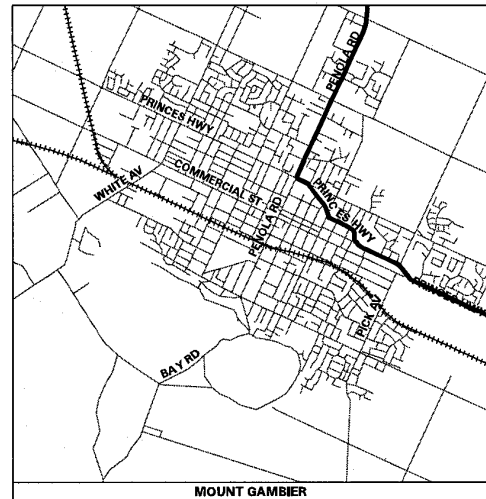 PENOLA RD
PRINCES HWY
COMMERCIAL ST
PRINCES HWY
WHITE AV
PENOLA RD
PICK AV
BAY RD
MOUNT GAMBIER